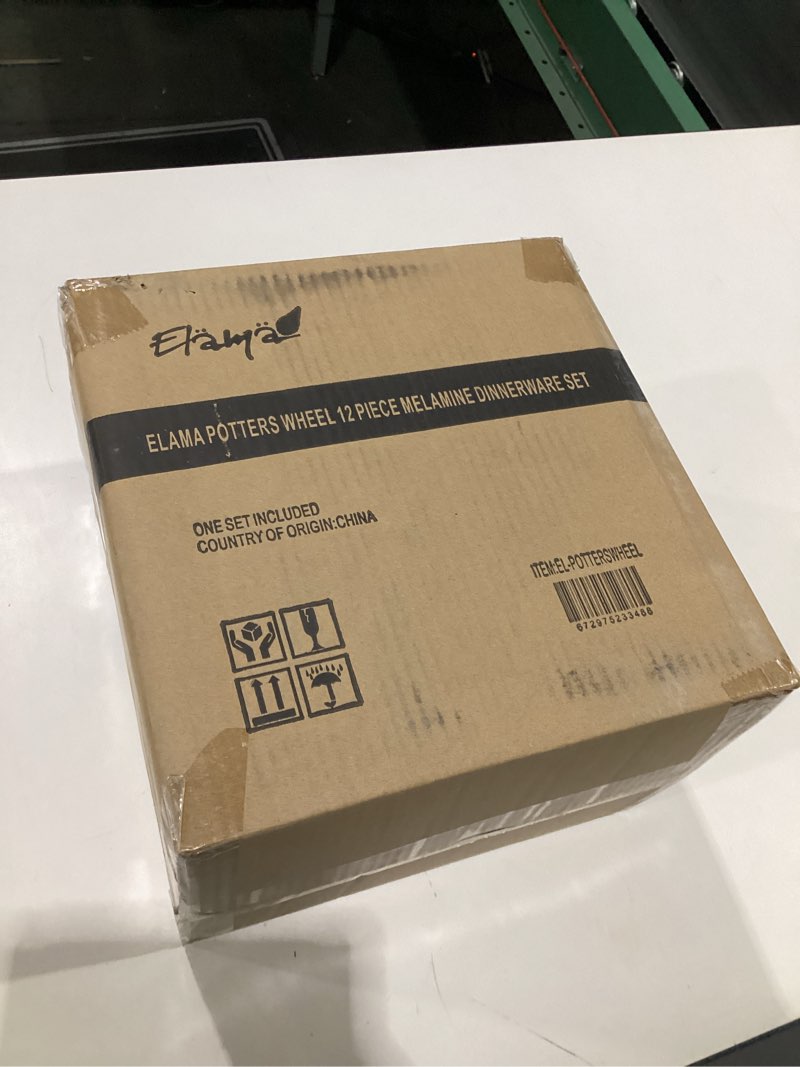 Elämä
ELAMA POTTERS WHEEL 12 PIECE MELAMINE DINNERWARE SET
ONE SET INCLUDED
COUNTRY OF ORIGIN:CHINA
ITEM:EL-POTTERSWHEEL
672975233488